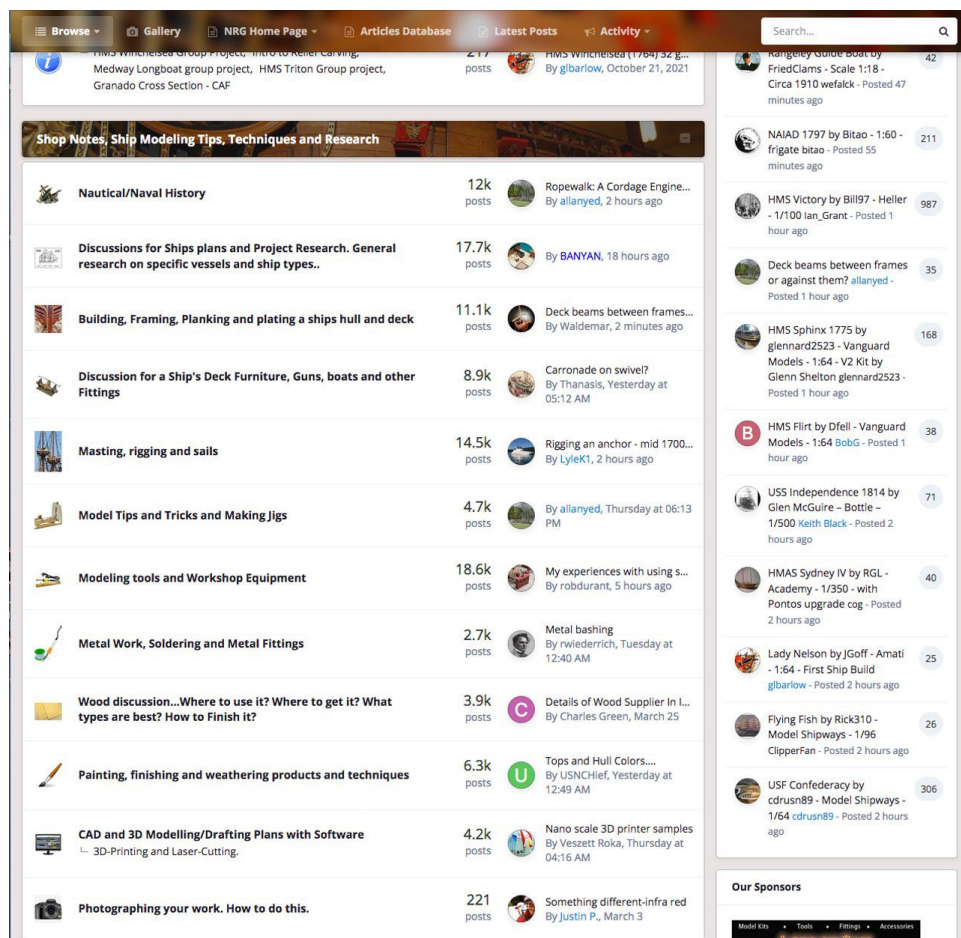 Browse
Gallery
NRG Home Page
Articles Database
Latest Posts
Activity
Search...
HMS Winchelsea Group Project, Intro to Relief Carving,
Medway Longboat group project, HMS Triton Group project,
Granado Cross Section - CAF
217
posts
HMS Winchelsea (1764) 32 g...
By glbarlow, October 21, 2021
Shop Notes, Ship Modeling Tips, Techniques and Research
Nautical/Naval History
12k
posts
Ropewalk: A Cordage Engine...
By allanyed, 2 hours ago
Discussions for Ships plans and Project Research. General
research on specific vessels and ship types..
17.7k
posts
By BANYAN, 18 hours ago
Building, Framing, Planking and plating a ships hull and deck
11.1k
posts
Deck beams between frames...
By Waldemar, 2 minutes ago
Discussion for a Ship's Deck Furniture, Guns, boats and other
Fittings
8.9k
posts
Carronade on swivel?
By Thanasis, Yesterday at
05:12 AM
Masting, rigging and sails
14.5k
posts
Rigging an anchor - mid 1700...
By LyleK1, 2 hours ago
Model Tips and Tricks and Making Jigs
4.7k
posts
By allanyed, Thursday at 06:13
PM
Modeling tools and Workshop Equipment
18.6k
posts
My experiences with using s...
By robdurant, 5 hours ago
Metal Work, Soldering and Metal Fittings
2.7k
posts
Metal bashing
By rwiederrich, Tuesday at
12:40 AM
Wood discussion...Where to use it? Where to get it? What
types are best? How to Finish it?
3.9k
posts
C
Details of Wood Supplier In I...
By Charles Green, March 25
Painting, finishing and weathering products and techniques
6.3k
posts
U
Tops and Hull Colors....
By USNCHief, Yesterday at
12:49 AM
CAD and 3D Modelling/Drafting Plans with Software
3D-Printing and Laser-Cutting.
4.2k
posts
Nano scale 3D printer samples
By Veszett Roka, Thursday at
04:16 AM
Photographing your work. How to do this.
221
posts
Something different-infra red
By Justin P., March 3
Rangeley Guide Boat by
FriedClams - Scale 1:18 -
Circa 1910 wefalck - Posted 47
minutes ago
42
NAIAD 1797 by Bitao - 1:60 -
frigate bitao - Posted 55
minutes ago
211
HMS Victory by Bill97 - Heller
- 1/100 Ian_Grant - Posted 1
hour ago
987
Deck beams between frames
or against them? allanyed -
Posted 1 hour ago
35
HMS Sphinx 1775 by
glennard2523 - Vanguard
Models - 1:64 - V2 Kit by
Glenn Shelton glennard2523 -
Posted 1 hour ago
168
B
HMS Flirt by Dfell - Vanguard
Models - 1:64 BobG - Posted 1
hour ago
38
USS Independence 1814 by
Glen McGuire – Bottle –
1/500 Keith Black - Posted 2
hours ago
71
HMAS Sydney IV by RGL -
Academy - 1/350 - with
Pontos upgrade cog - Posted
2 hours ago
40
Lady Nelson by JGoff - Amati
- 1:64 - First Ship Build
glbarlow - Posted 2 hours ago
25
Flying Fish by Rick310 -
Model Shipways - 1/96
ClipperFan - Posted 2 hours ago
26
USF Confederacy by
cdrusn89 - Model Shipways -
1/64 cdrusn89 - Posted 2 hours
ago
306
Our Sponsors
Model Kits • Tools • Fittings • Accessories